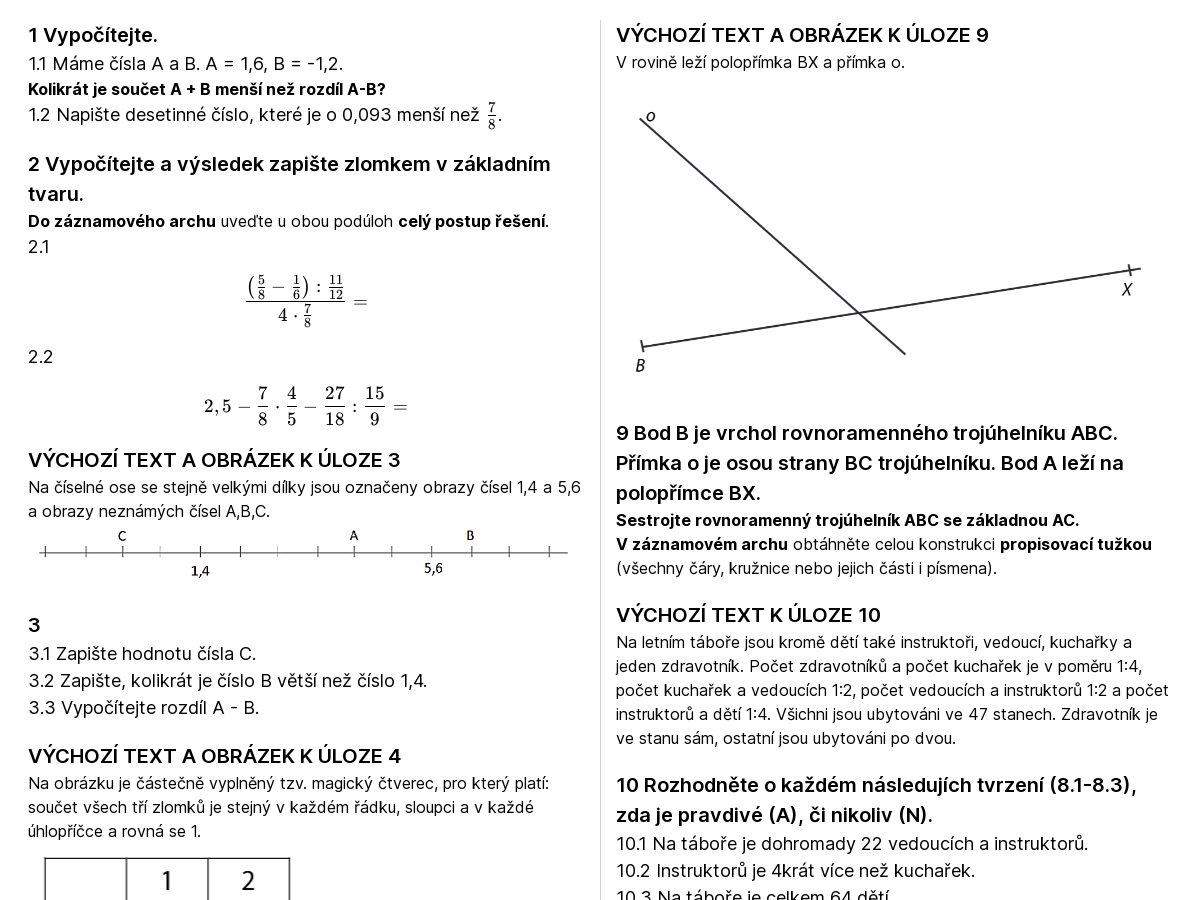 1 Vypočítejte.
1.1 Máme čísla A a B. A = 1,6, B = -1,2.
Kolikrát je součet A + B menší než rozdíl A-B?
1.2 Napište desetinné číslo, které je o 0,093 menší než 7/8.
2 Vypočítejte a výsledek zapište zlomkem v základním
tvaru.
Do záznamového archu uveďte u obou podúloh celý postup řešení.
2.1
((5/8 − 1/6) : 11/12) / (4 · 7/8) =
2.2
2,5 − 7/8 · 4/5 − 27/18 : 15/9 =
VÝCHOZÍ TEXT A OBRÁZEK K ÚLOZE 3
Na číselné ose se stejně velkými dílky jsou označeny obrazy čísel 1,4 a 5,6
a obrazy neznámých čísel A,B,C.
C A B
1,4 5,6
3
3.1 Zapište hodnotu čísla C.
3.2 Zapište, kolikrát je číslo B větší než číslo 1,4.
3.3 Vypočítejte rozdíl A - B.
VÝCHOZÍ TEXT A OBRÁZEK K ÚLOZE 4
Na obrázku je částečně vyplněný tzv. magický čtverec, pro který platí:
součet všech tří zlomků je stejný v každém řádku, sloupci a v každé
úhlopříčce a rovná se 1.
1 2
VÝCHOZÍ TEXT A OBRÁZEK K ÚLOZE 9
V rovině leží polopřímka BX a přímka o.
o
X
B
9 Bod B je vrchol rovnoramenného trojúhelníku ABC.
Přímka o je osou strany BC trojúhelníku. Bod A leží na
polopřímce BX.
Sestrojte rovnoramenný trojúhelník ABC se základnou AC.
V záznamovém archu obtáhněte celou konstrukci propisovací tužkou
(všechny čáry, kružnice nebo jejich části i písmena).
VÝCHOZÍ TEXT K ÚLOZE 10
Na letním táboře jsou kromě dětí také instruktoři, vedoucí, kuchařky a
jeden zdravotník. Počet zdravotníků a počet kuchařek je v poměru 1:4,
počet kuchařek a vedoucích 1:2, počet vedoucích a instruktorů 1:2 a počet
instruktorů a dětí 1:4. Všichni jsou ubytováni ve 47 stanech. Zdravotník je
ve stanu sám, ostatní jsou ubytováni po dvou.
10 Rozhodněte o každém následujích tvrzení (8.1-8.3),
zda je pravdivé (A), či nikoliv (N).
10.1 Na táboře je dohromady 22 vedoucích a instruktorů.
10.2 Instruktorů je 4krát více než kuchařek.
10.3 Na táboře je celkem 64 dětí.